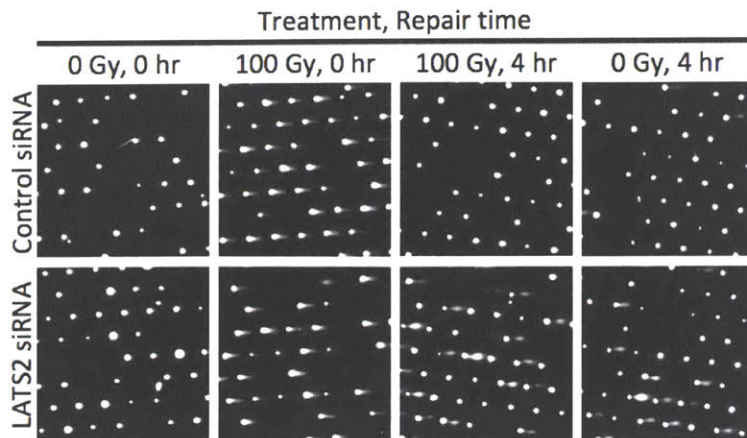 Treatment, Repair time
0 Gy, 0 hr 100 Gy, 0 hr 100 Gy, 4 hr 0 Gy, 4 hr
Control siRNA
LATS2 siRNA